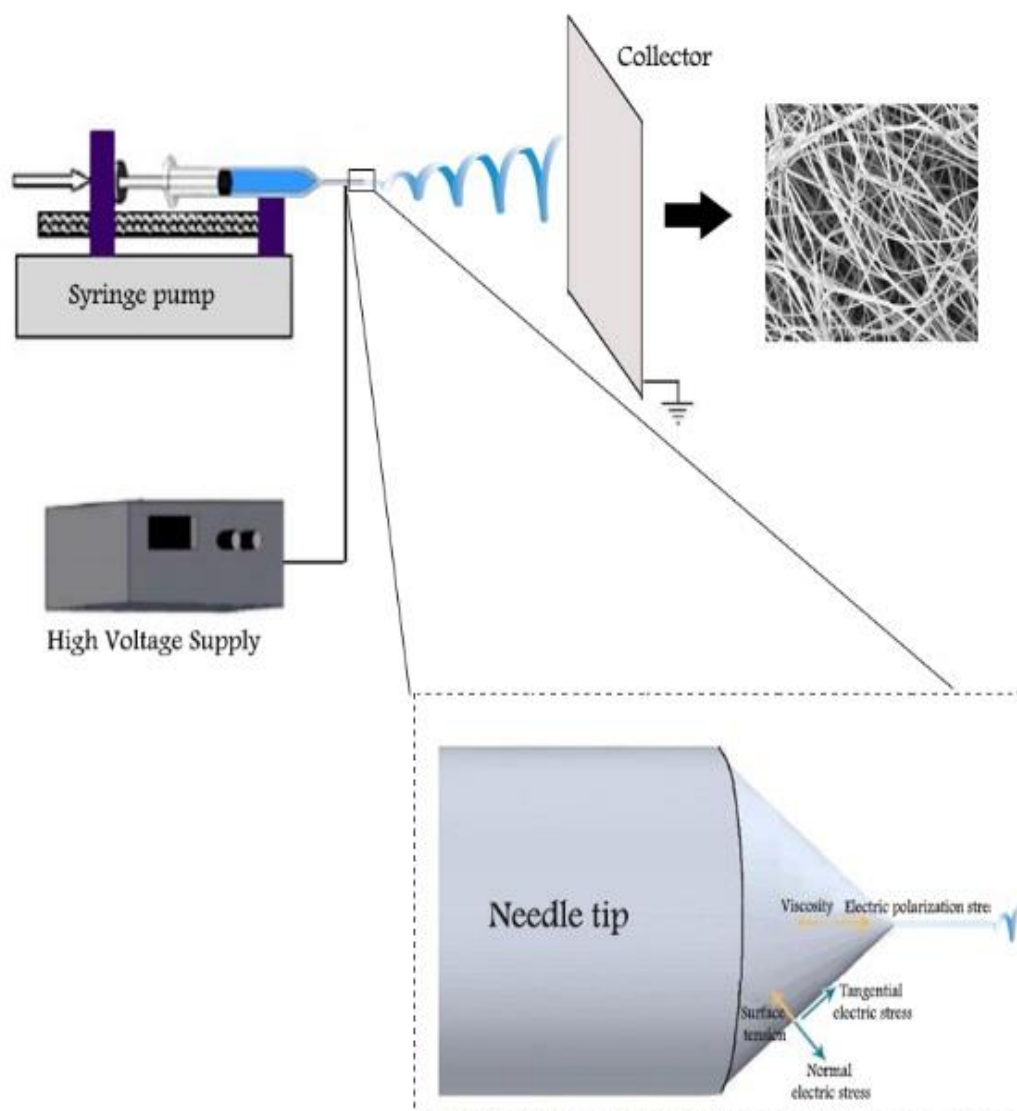 Collector
Syringe pump
High Voltage Supply
Needle tip
Viscosity
Electric polarization stre
Tangential
electric stress
Surface
tension
Normal
electric stress